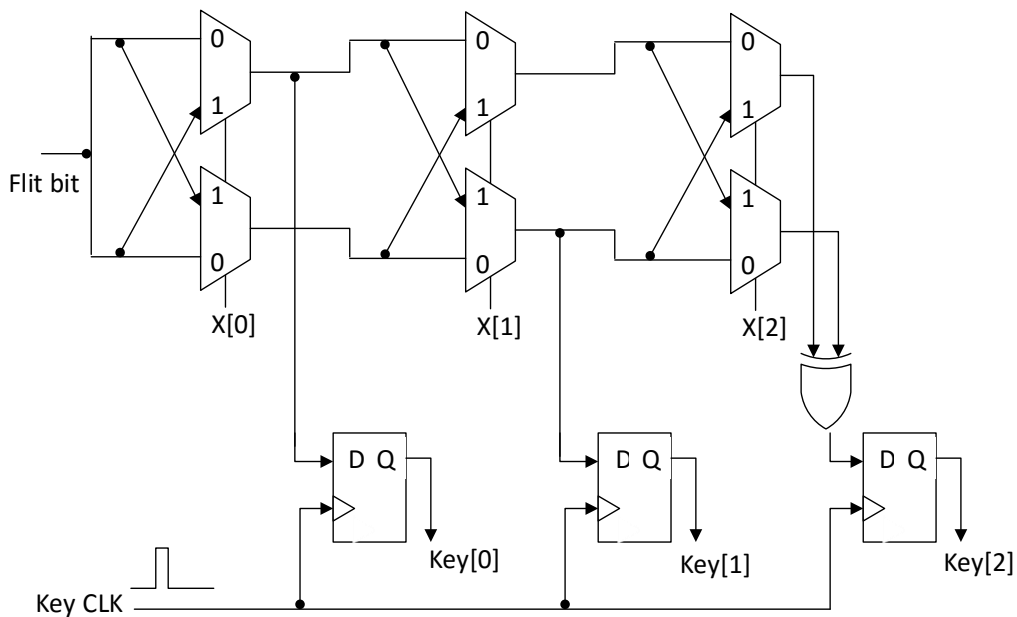 0
0
0
1
1
1
Flit bit
1
1
1
0
0
0
X[0]
X[1]
X[2]
D Q
D Q
D Q
Key[0]
Key[1]
Key[2]
Key CLK